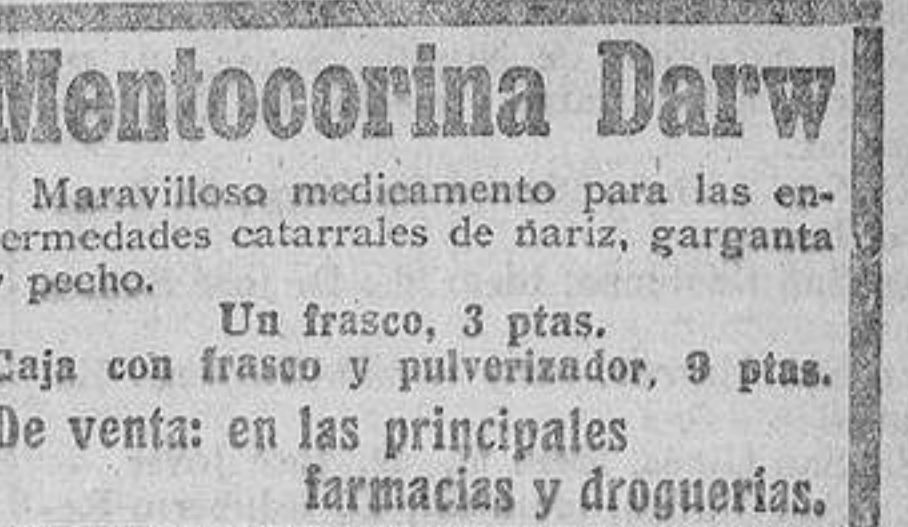 Mentocorina Darw
Maravilloso medicamento para las en-
ermedades catarrales de nariz, garganta
y pecho.
Un frasco, 3 ptas.
Caja con frasco y pulverizador, 9 ptas.
De venta: en las principales
farmacias y droguerías.